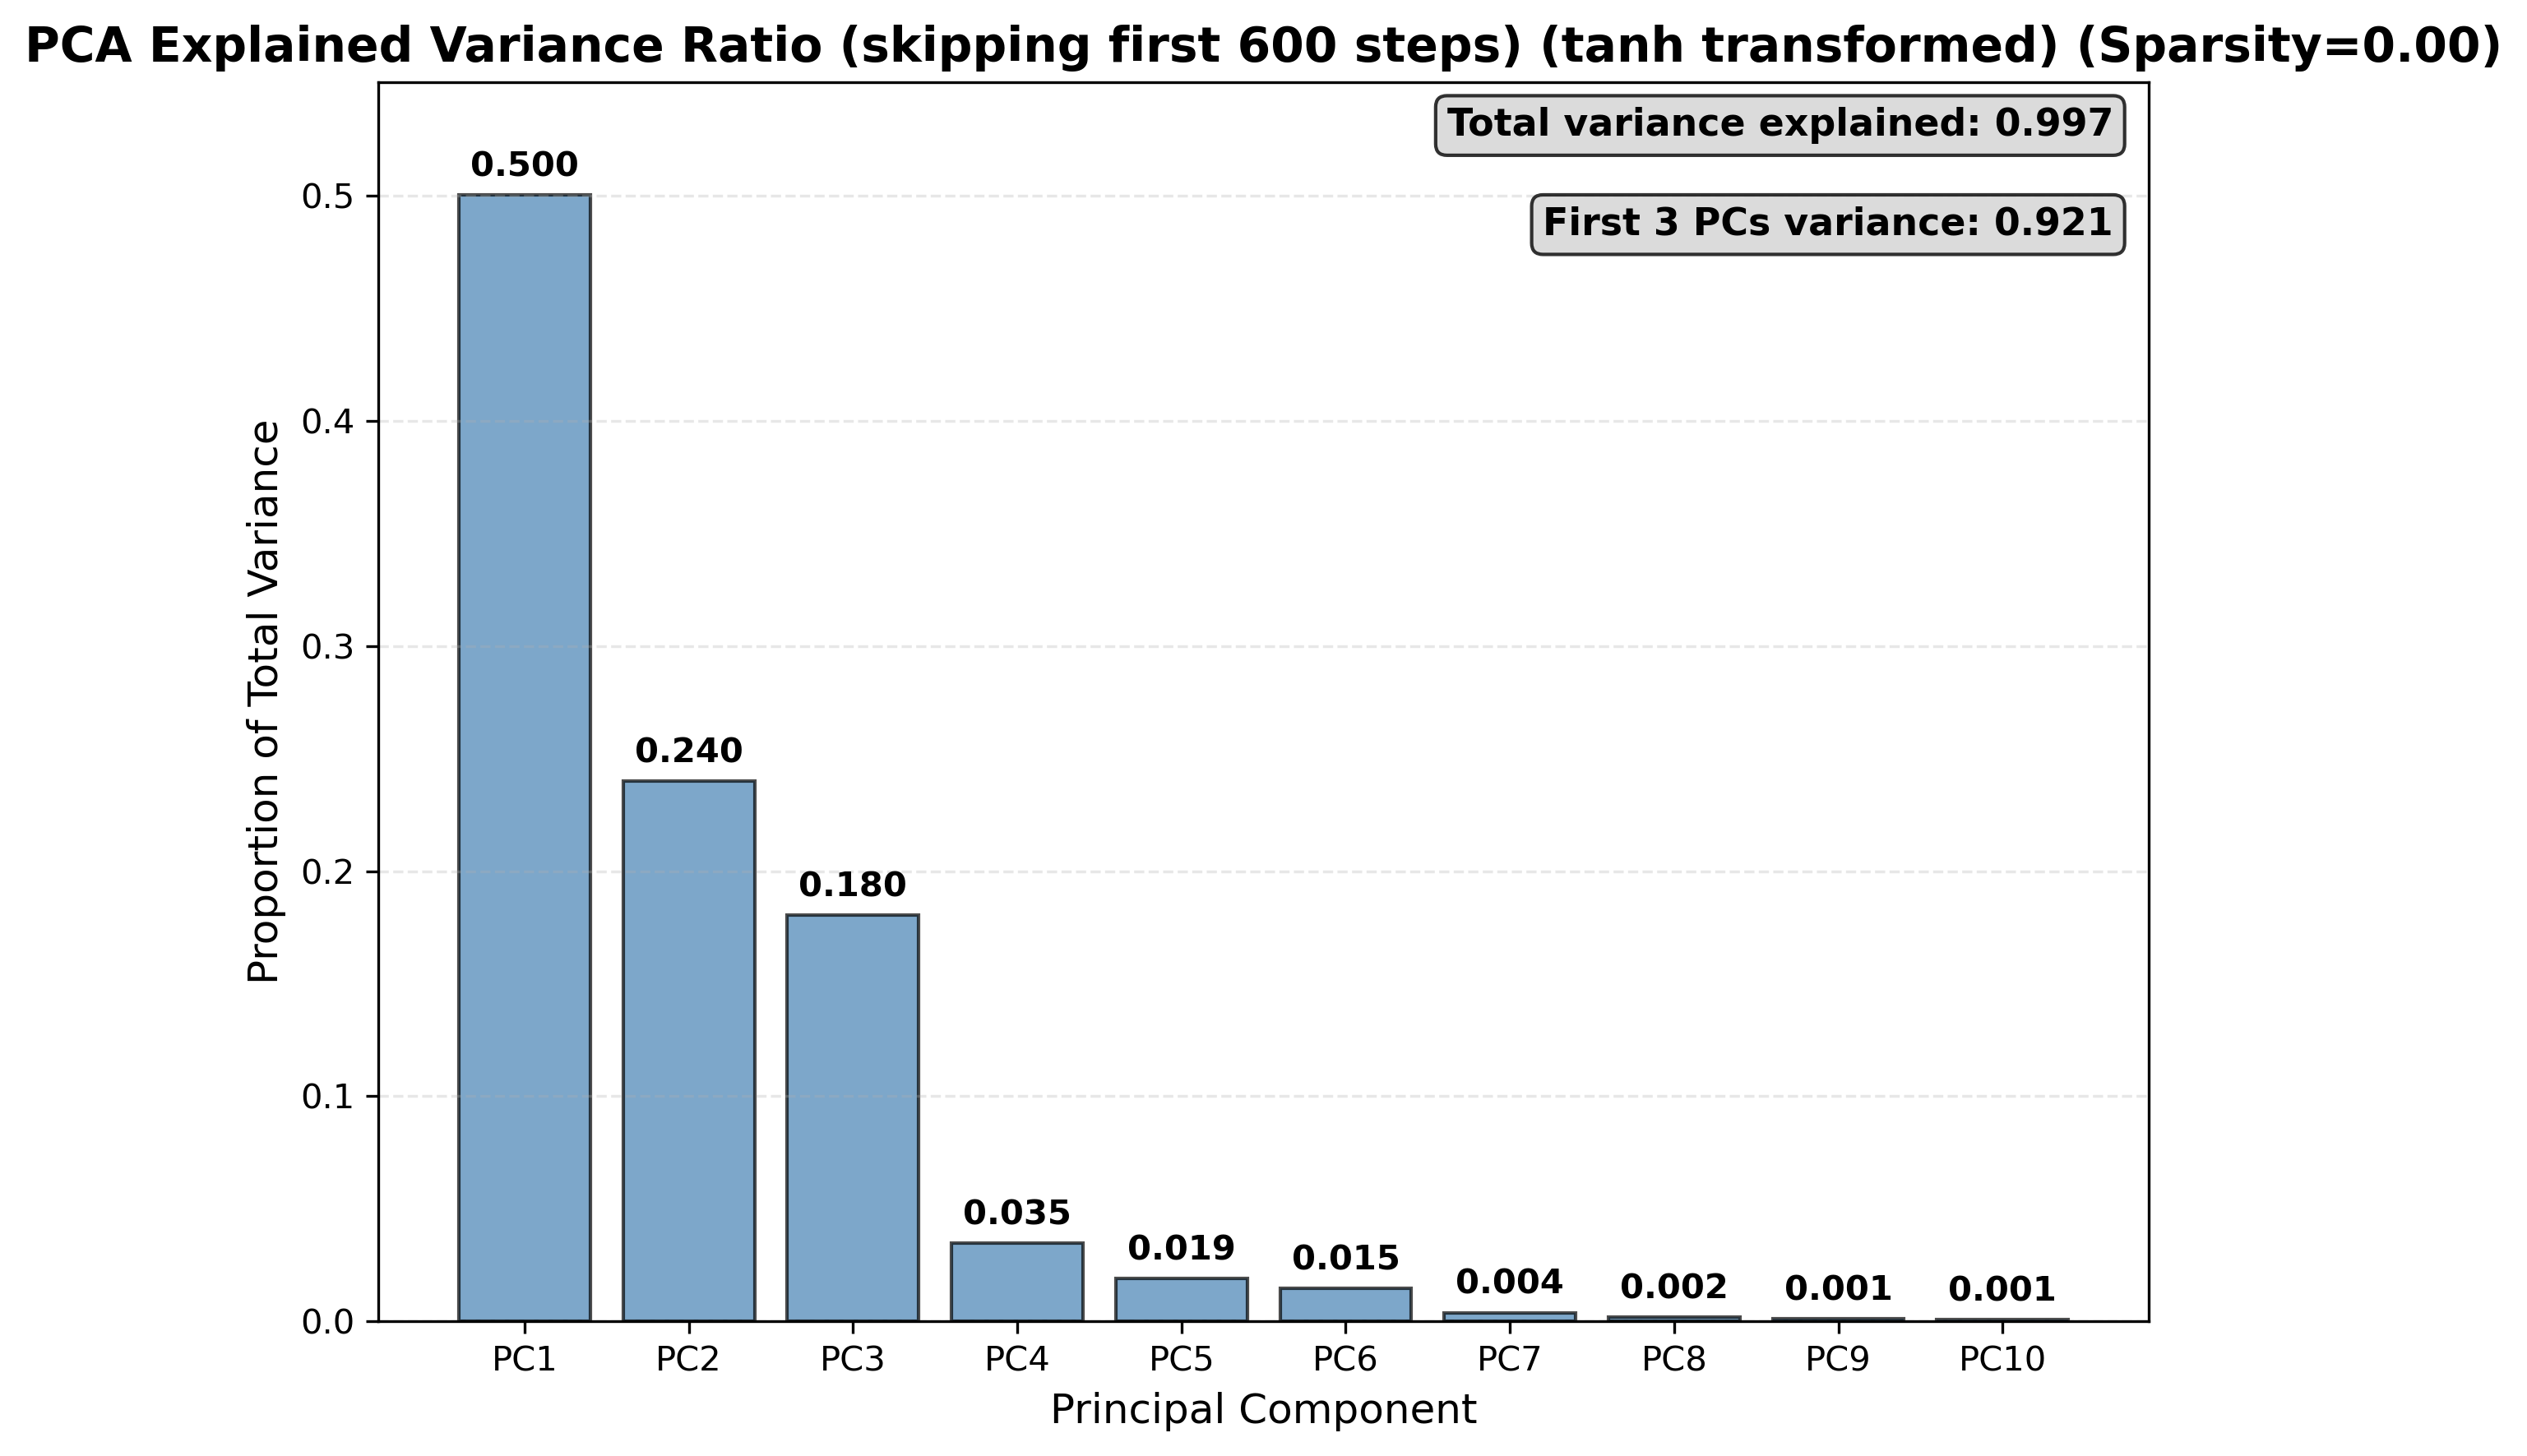 PCA Explained Variance Ratio (skipping first 600 steps) (tanh transformed) (Sparsity=0.00)
Total variance explained: 0.997
First 3 PCs variance: 0.921
0.500
0.240
0.180
0.035
0.019
0.015
0.004
0.002
0.001
0.001
Proportion of Total Variance
0.5
0.4
0.3
0.2
0.1
0.0
PC1
PC2
PC3
PC4
PC5
PC6
PC7
PC8
PC9
PC10
Principal Component